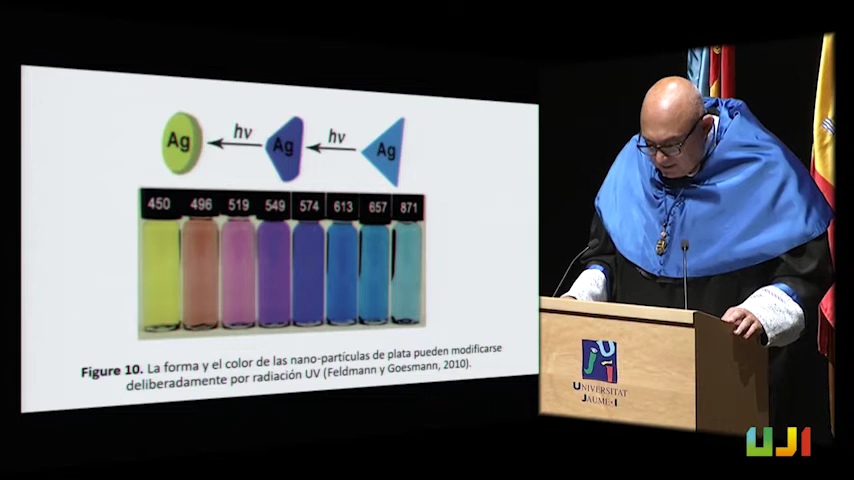 Ag hν Ag hν Ag
450 496 519 549 574 613 657 871
Figure 10. La forma y el color de las nano-partículas de plata pueden modificarse
deliberadamente por radiación UV (Feldmann y Goesmann, 2010).
UJI
UNIVERSITAT
JAUME·I
UJI